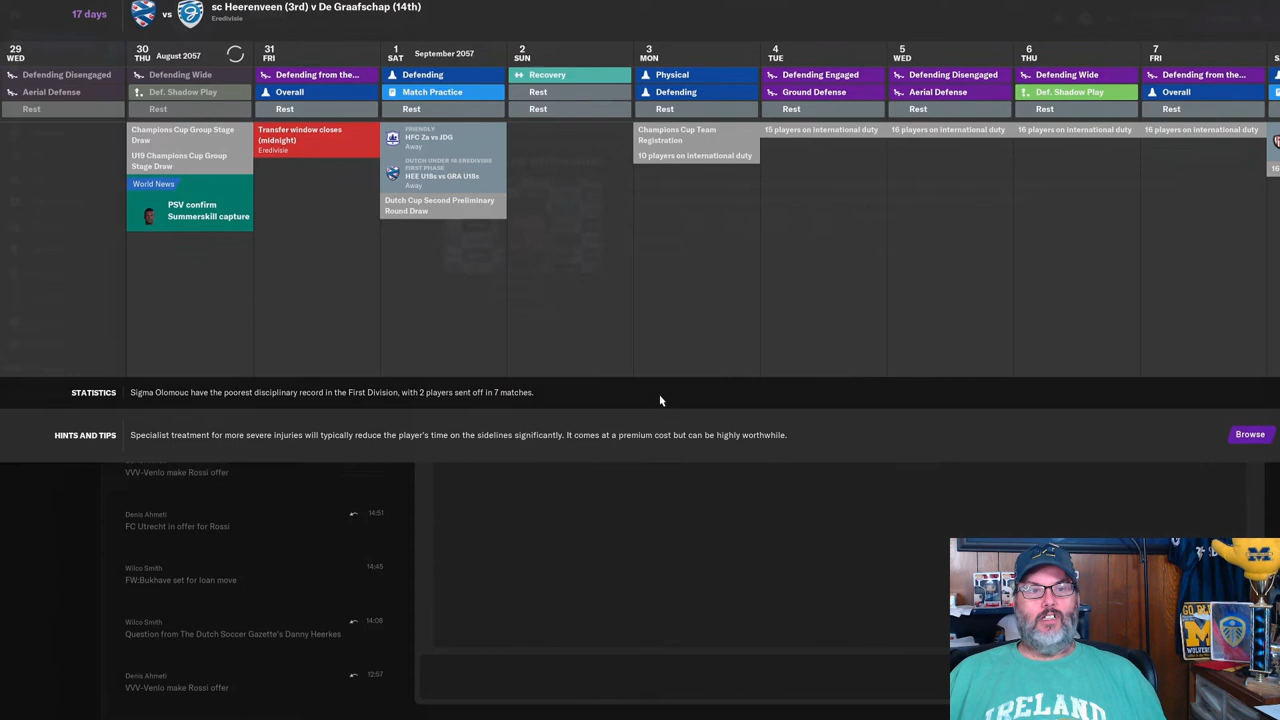 17 days
sc Heerenveen (3rd) v De Graafschap (14th)
vs
Eredivisie
29
WED
30
THU
August 2057
31
FRI
1
SAT
September 2057
2
SUN
3
MON
4
TUE
5
WED
6
THU
7
FRI
Defending Disengaged
Defending Wide
Defending from the...
Defending
Recovery
Physical
Defending Engaged
Defending Disengaged
Defending Wide
Defending from the...
Aerial Defense
Def. Shadow Play
Overall
Match Practice
Rest
Defending
Ground Defense
Aerial Defense
Def. Shadow Play
Overall
Rest
Rest
Rest
Rest
Rest
Rest
Rest
Rest
Rest
Rest
Champions Cup Group Stage
Draw
U19 Champions Cup Group
Stage Draw
World News
PSV confirm
Summerskill capture
Transfer window closes
(midnight)
Eredivisie
FRIENDLY
HFC Za vs JDG
Away
DUTCH UNDER 18 EREDIVISIE
FIRST PHASE
HEE U18s vs GRA U18s
Away
Dutch Cup Second Preliminary
Round Draw
Champions Cup Team
Registration
10 players on international duty
15 players on international duty
16 players on international duty
16 players on international duty
16 players on international duty
16
STATISTICS
Sigma Olomouc have the poorest disciplinary record in the First Division, with 2 players sent off in 7 matches.
HINTS AND TIPS
Specialist treatment for more severe injuries will typically reduce the player's time on the sidelines significantly. It comes at a premium cost but can be highly worthwhile.
Browse
VVV-Venlo make Rossi offer
Denis Ahmeti
14:51
FC Utrecht in offer for Rossi
Wilco Smith
14:45
FW:Bukhave set for loan move
Wilco Smith
14:08
Question from The Dutch Soccer Gazette's Danny Heerkes
Denis Ahmeti
12:57
VVV-Venlo make Rossi offer
GO BLUE
M
WOLVERINES
IRELAND